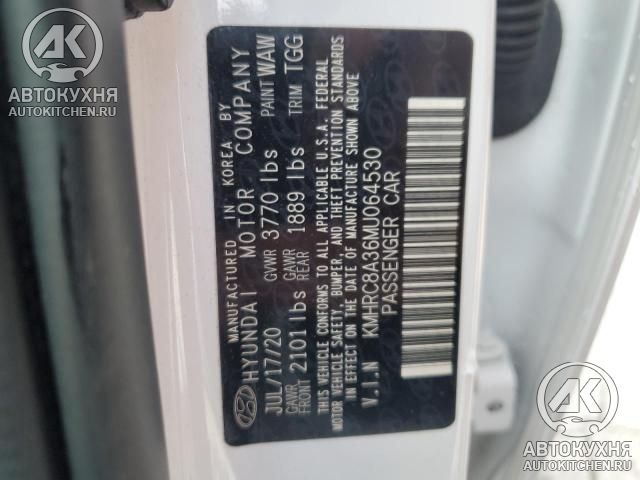 AK
АВТОКУХНЯ
AUTOKITCHEN.RU
MANUFACTURED IN KOREA BY
HYUNDAI MOTOR COMPANY
JUL/17/20 GVWR 3770 lbs PAINT WAW
GAWR FRONT 2101 lbs GAWR REAR 1889 lbs TRIM TGG
THIS VEHICLE CONFORMS TO ALL APPLICABLE U.S.A. FEDERAL
MOTOR VEHICLE SAFETY, BUMPER, AND THEFT PREVENTION STANDARDS
IN EFFECT ON THE DATE OF MANUFACTURE SHOWN ABOVE
V.I.N KMHRC8A36MU064530
PASSENGER CAR
AK
АВТОКУХНЯ
AUTOKITCHEN.RU